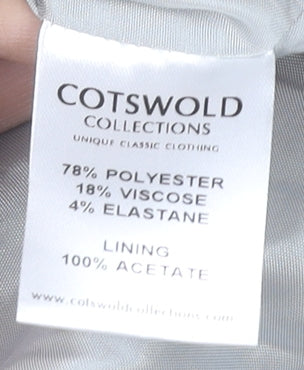 COTSWOLD
COLLECTIONS
UNIQUE CLASSIC CLOTHING
78% POLYESTER
18% VISCOSE
4% ELASTANE
LINING
100% ACETATE
www.cotswoldcollections.com